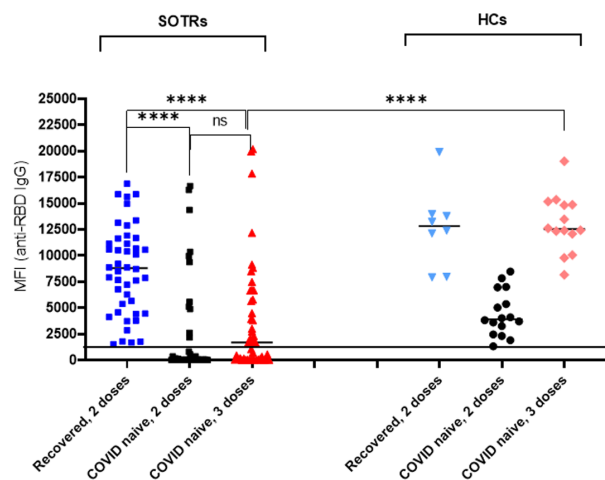 SOTRs
HCs
25000
22500
20000
17500
15000
12500
10000
7500
5000
2500
0
MFI (anti-RBD IgG)
****
****
ns
****
Recovered, 2 doses
COVID naive, 2 doses
COVID naive, 3 doses
Recovered, 2 doses
COVID naive, 2 doses
COVID naive, 3 doses